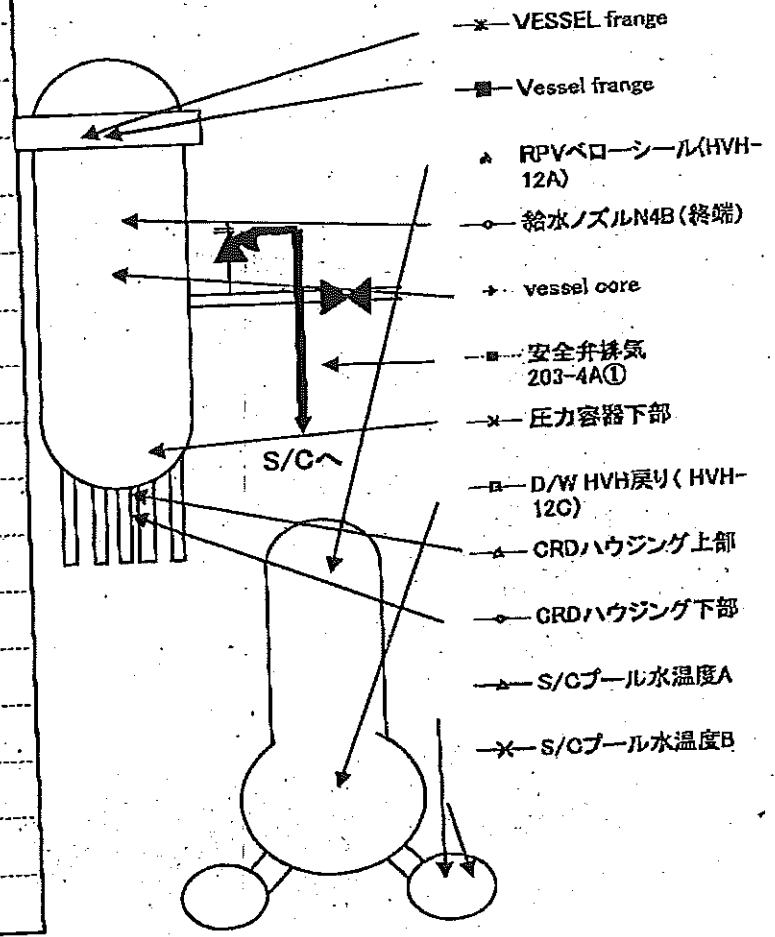 VESSEL frange
Vessel frange
RPVベローシール(HVH-
12A)
給水ノズルN4B(終端)
vessel core
安全弁排気
203-4A①
圧力容器下部
S/Cへ
D/W HVH戻り( HVH-
12C)
CRDハウジング上部
CRDハウジング下部
S/Cプール水温度A
S/Cプール水温度B